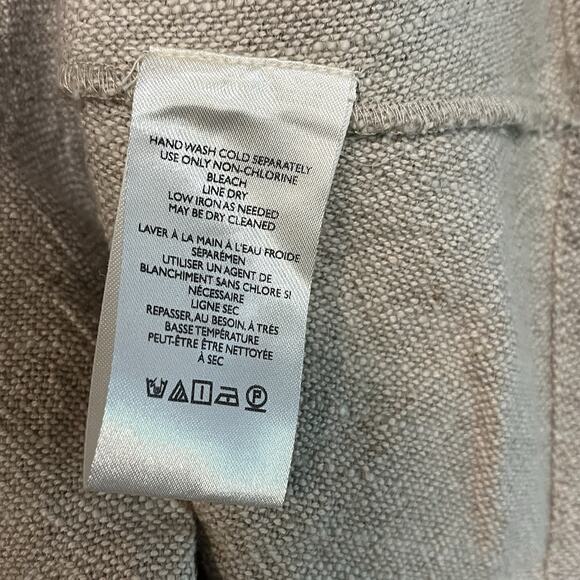 HAND WASH COLD SEPARATELY
USE ONLY NON-CHLORINE
BLEACH
LINE DRY
LOW IRON AS NEEDED
MAY BE DRY CLEANED
LAVER À LA MAIN À L'EAU FROIDE
SÉPARÉMEN
UTILISER UN AGENT DE
BLANCHIMENT SANS CHLORE SI
NÉCESSAIRE
LIGNE SEC
REPASSER, AU BESOIN, À TRÈS
BASSE TEMPÉRATURE
PEUT-ÊTRE ÊTRE NETTOYÉE
À SEC
P